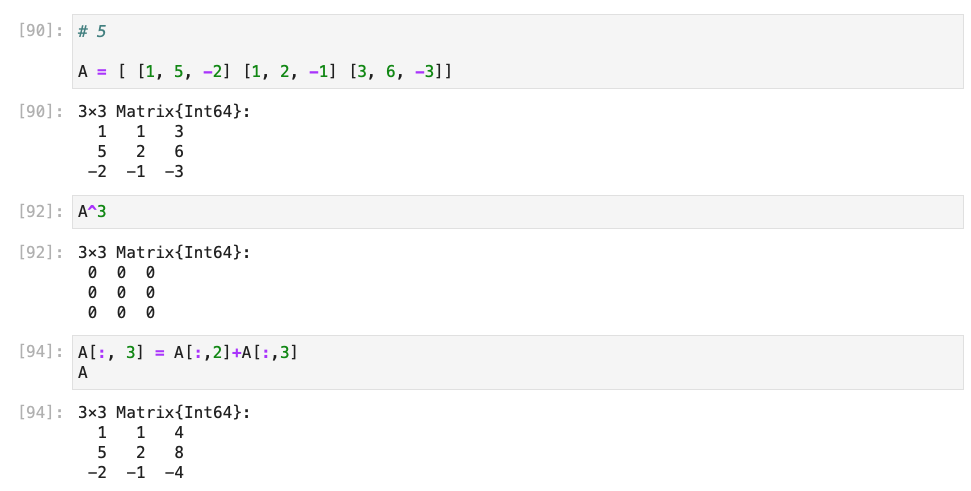 [90]: # 5
A = [ [1, 5, −2] [1, 2, −1] [3, 6, −3]]
[90]: 3×3 Matrix{Int64}:
1 1 3
5 2 6
−2 −1 −3
[92]: A^3
[92]: 3×3 Matrix{Int64}:
0 0 0
0 0 0
0 0 0
[94]: A[:, 3] = A[:,2]+A[:,3]
A
[94]: 3×3 Matrix{Int64}:
1 1 4
5 2 8
−2 −1 −4